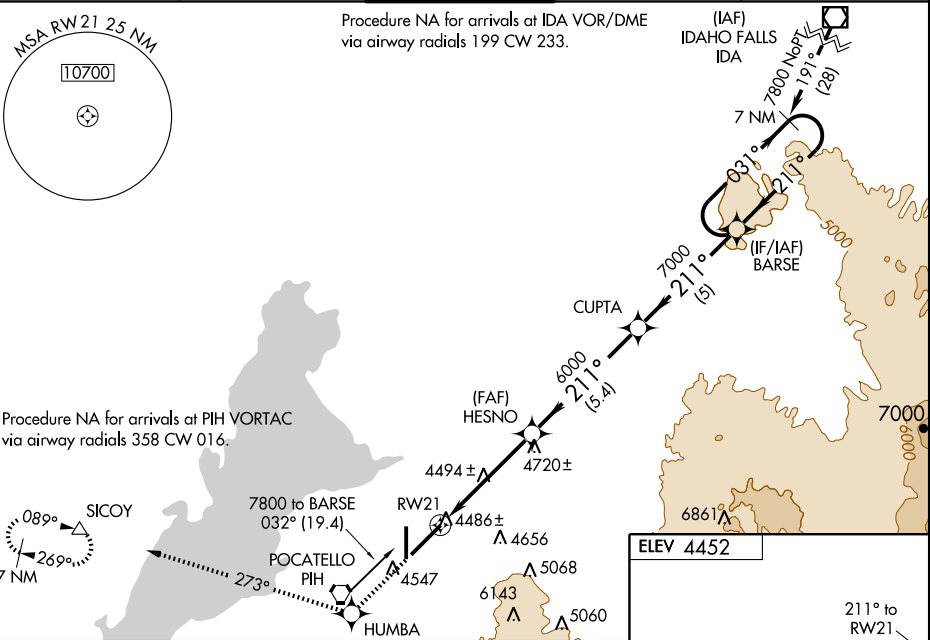 MSA RW21 25 NM
10700
Procedure NA for arrivals at IDA VOR/DME
via airway radials 199 CW 233.
(IAF)
IDAHO FALLS
IDA
7800 NoPT
191°
(28)
7 NM
031°
211°
5000
(IF/IAF)
BARSE
7000
211°
(5)
CUPTA
6000
211°
(5.4)
(FAF)
HESNO
7000
6000
Procedure NA for arrivals at PIH VORTAC
via airway radials 358 CW 016.
4494±
4720±
7800 to BARSE
032° (19.4)
RW21
4486±
089°
SICOY
269°
7 NM
4656
6861
ELEV 4452
POCATELLO
PIH
4547
5068
273°
6143
5060
HUMBA
211° to
RW21